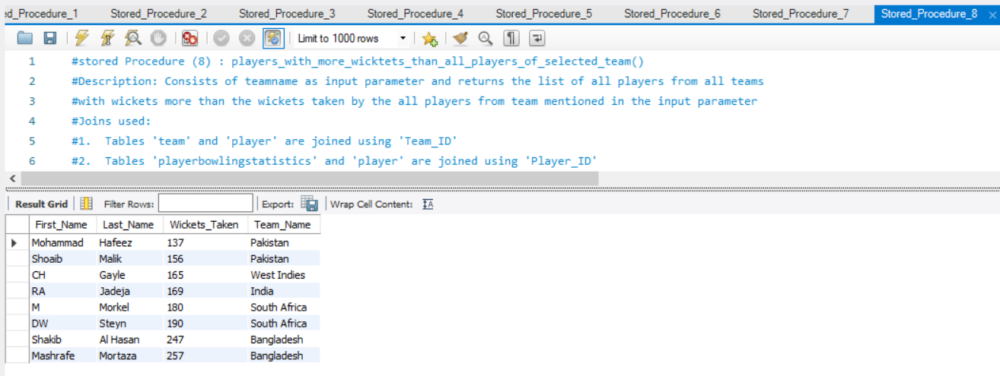 ed_Procedure_1 Stored_Procedure_2 Stored_Procedure_3 Stored_Procedure_4 Stored_Procedure_5 Stored_Procedure_6 Stored_Procedure_7 Stored_Procedure_8 ×
Limit to 1000 rows
1 #stored Procedure (8) : players_with_more_wicktets_than_all_players_of_selected_team()
2 #Description: Consists of teamname as input parameter and returns the list of all players from all teams
3 #with wickets more than the wickets taken by the all players from team mentioned in the input parameter
4 #Joins used:
5 #1. Tables 'team' and 'player' are joined using 'Team_ID'
6 #2. Tables 'playerbowlingstatistics' and 'player' are joined using 'Player_ID'
Result Grid Filter Rows: Export: Wrap Cell Content:
First_Name Last_Name Wickets_Taken Team_Name
Mohammad Hafeez 137 Pakistan
Shoaib Malik 156 Pakistan
CH Gayle 165 West Indies
RA Jadeja 169 India
M Morkel 180 South Africa
DW Steyn 190 South Africa
Shakib Al Hasan 247 Bangladesh
Mashrafe Mortaza 257 Bangladesh